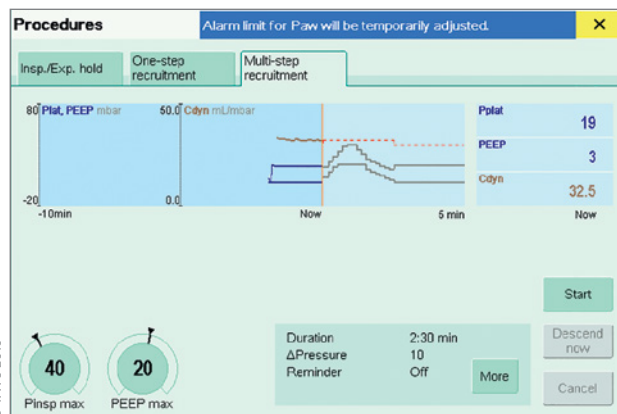 Procedures
Alarm limit for Paw will be temporarily adjusted.
×
Insp./Exp. hold
One-step
recruitment
Multi-step
recruitment
80
Plat, PEEP mbar
50.0
Cdyn mL/mbar
-20
0.0
-10min
Now
5 min
Pplat
19
PEEP
3
Cdyn
32.5
Now
Start
Descend
now
Cancel
40
Pinsp max
20
PEEP max
Duration 2:30 min
ΔPressure 10
Reminder Off
More